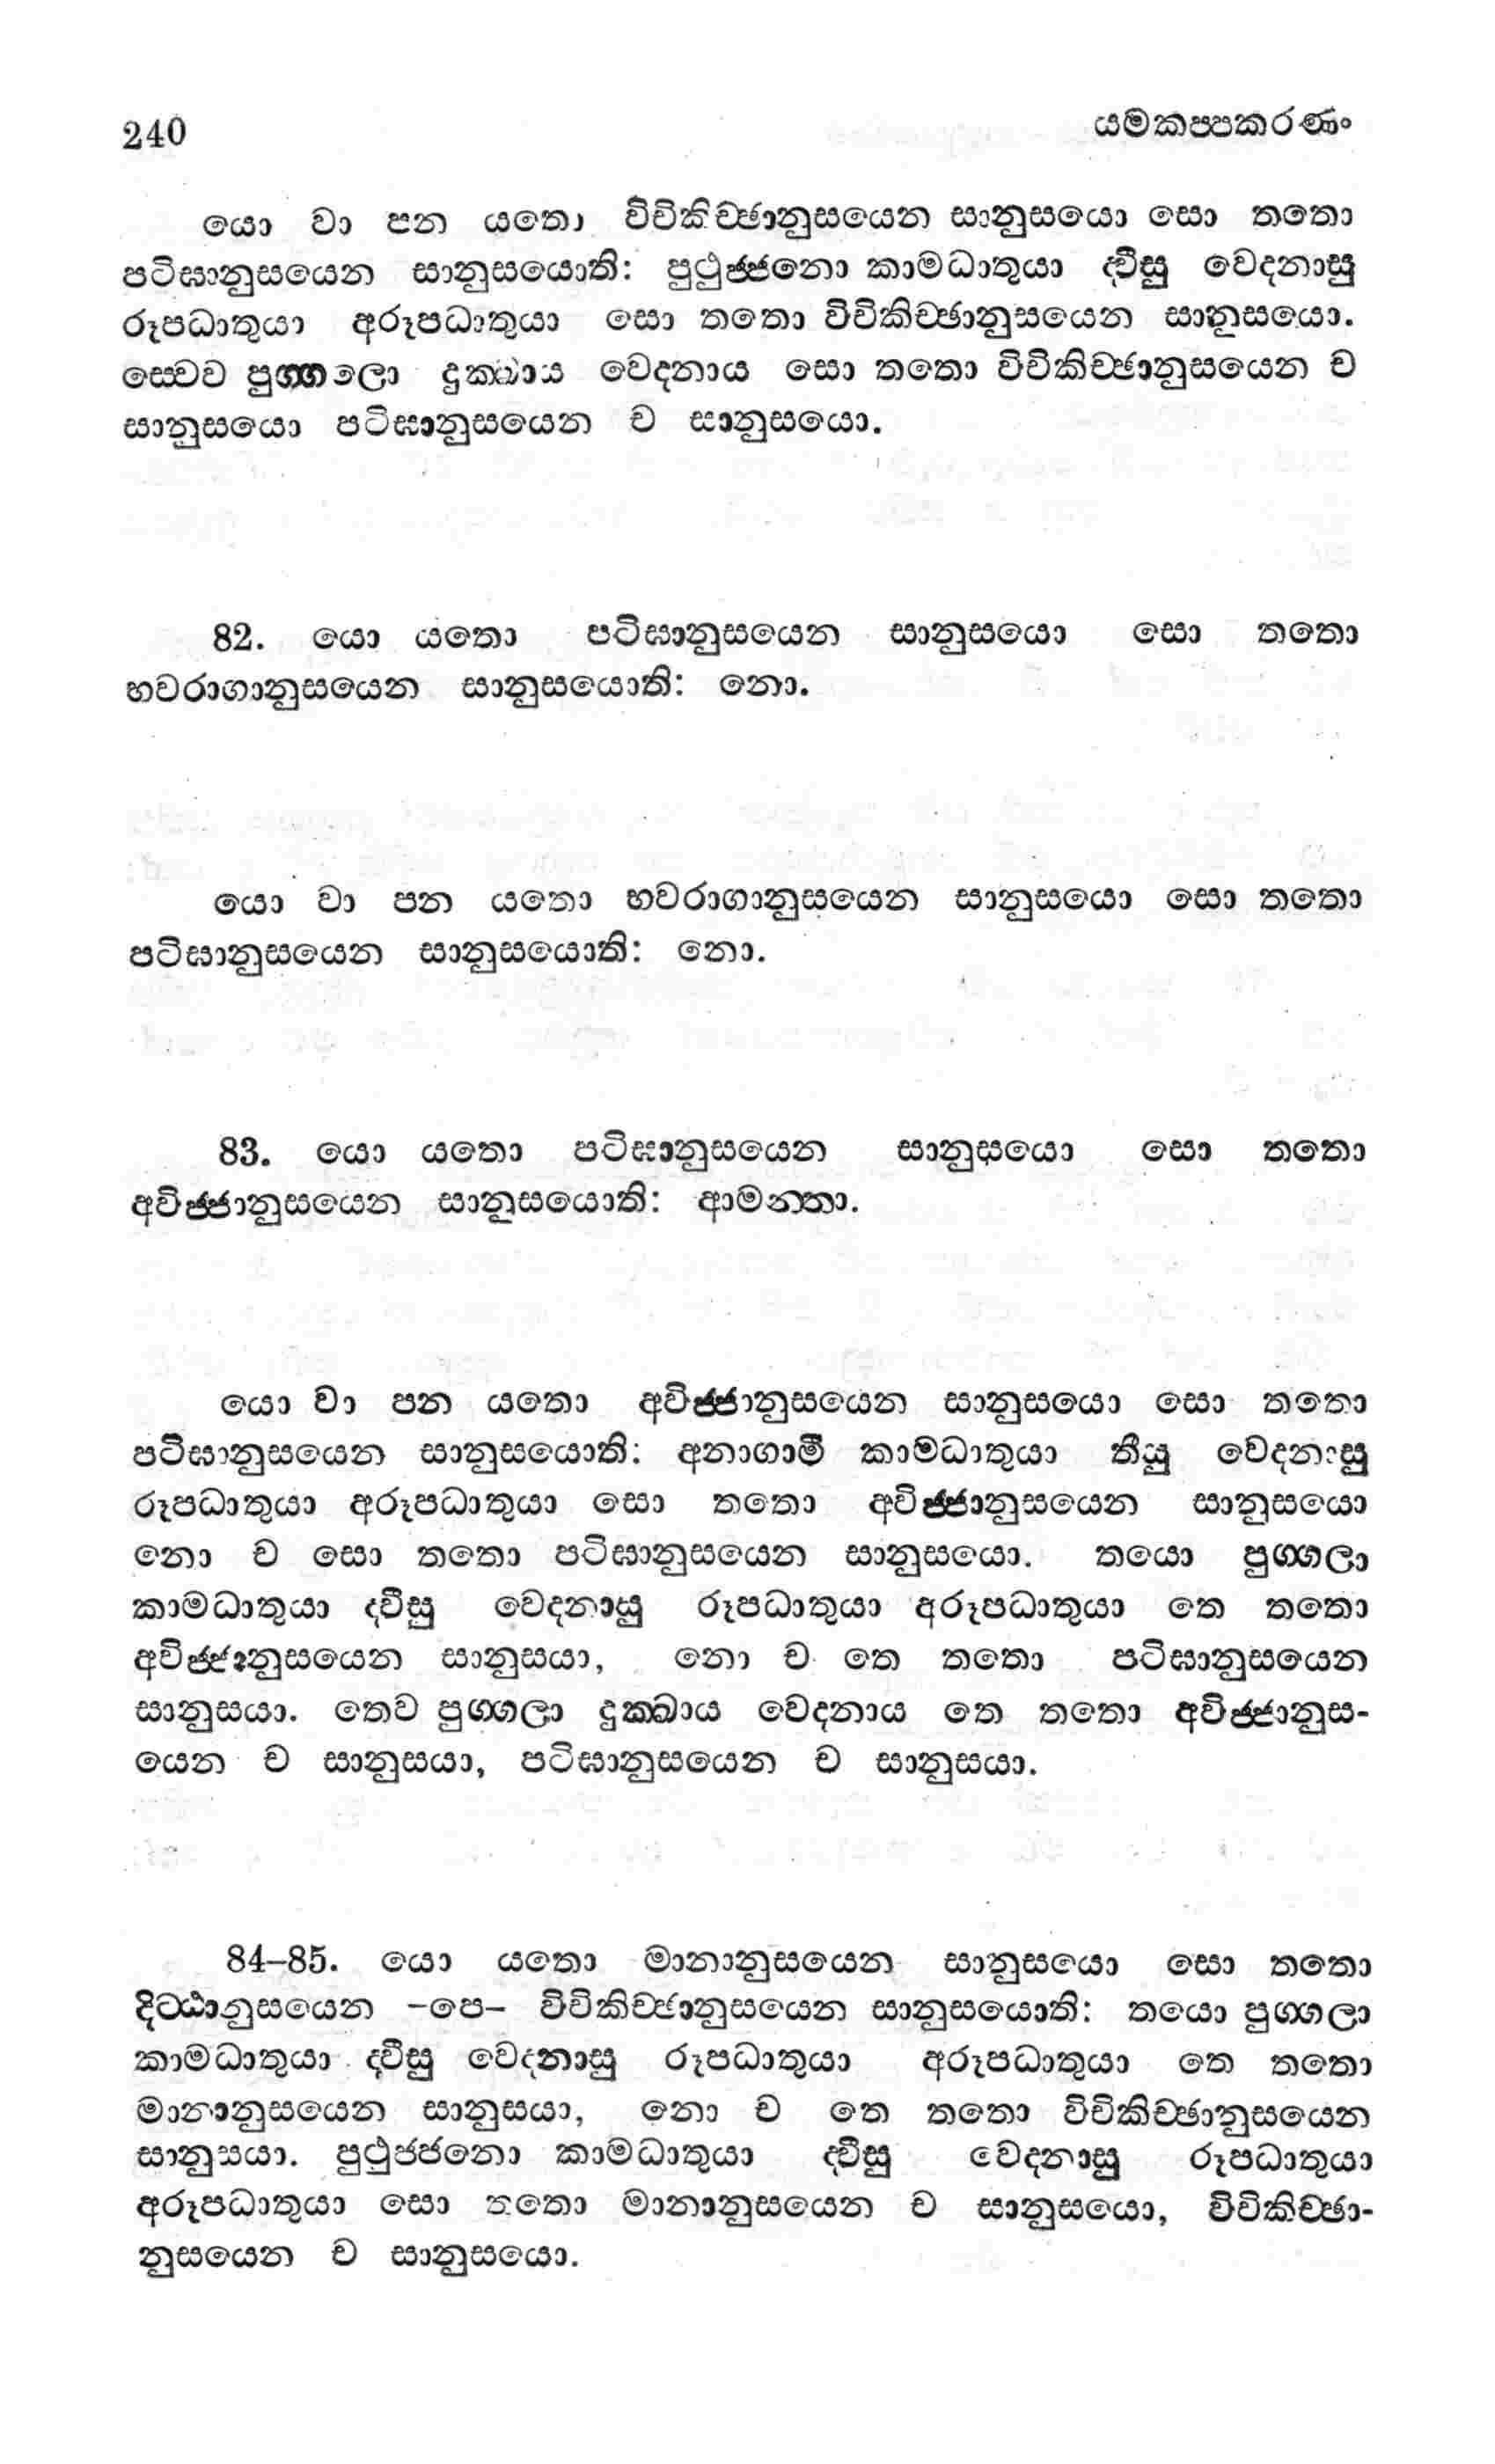 240
යමකප්පකරණං
යො වා පන යතො විචිකිච්ඡානුසයෙන සානුසයො සො තතො
පටිඝානුසයෙන සානුසයොති: පුථුජ්ජනො කාමධාතුයා ද්වීසු වෙදනාසු
රූපධාතුයා අරූපධාතුයා සො තතො විචිකිච්ඡානුසයෙන සානුසයො.
ස්වෙව පුග්ගලො දුක්ඛාය වෙදනාය සො තතො විචිකිච්ඡානුසයෙන ච
සානුසයො පටිඝානුසයෙන ච සානුසයො.
82. යො යතො පටිඝානුසයෙන සානුසයො සො තතො
භවරාගානුසයෙන සානුසයොති: නො.
යො වා පන යතො භවරාගානුසයෙන සානුසයො සො තතො
පටිඝානුසයෙන සානුසයොති: නො.
83. යො යතො පටිඝානුසයෙන සානුසයො සො තතො
අවිජ්ජානුසයෙන සානුසයොති: ආමන්තා.
යො වා පන යතො අවිජ්ජානුසයෙන සානුසයො සො තතො
පටිඝානුසයෙන සානුසයොති: අනාගාමී කාමධාතුයා තීයු වෙදනාසු
රූපධාතුයා අරූපධාතුයා සො තතො අවිජ්ජානුසයෙන සානුසයො
නො ච සො තතො පටිඝානුසයෙන සානුසයො. තයො පුග්ගලා
කාමධාතුයා ද්වීසු වෙදනාසු රූපධාතුයා අරූපධාතුයා තෙ තතො
අවිජ්ජානුසයෙන සානුසයා, නො ච තෙ තතො පටිඝානුසයෙන
සානුසයා. තෙව පුග්ගලා දුක්ඛාය වෙදනාය තෙ තතො අවිජ්ජානුස-
යෙන ච සානුසයා, පටිඝානුසයෙන ච සානුසයා.
84–85. යො යතො මානානුසයෙන සානුසයො සො තතො
දිට්ඨානුසයෙන –පෙ– විචිකිච්ඡානුසයෙන සානුසයොති: තයො පුග්ගලා
කාමධාතුයා ද්වීසු වෙදනාසු රූපධාතුයා අරූපධාතුයා තෙ තතො
මානානුසයෙන සානුසයා, නො ච තෙ තතො විචිකිච්ඡානුසයෙන
සානුසයා. පුථුජ්ජනො කාමධාතුයා ද්වීසු වෙදනාසු රූපධාතුයා
අරූපධාතුයා සො තතො මානානුසයෙන ච සානුසයො, විචිකිච්ඡා-
නුසයෙන ච සානුසයො.